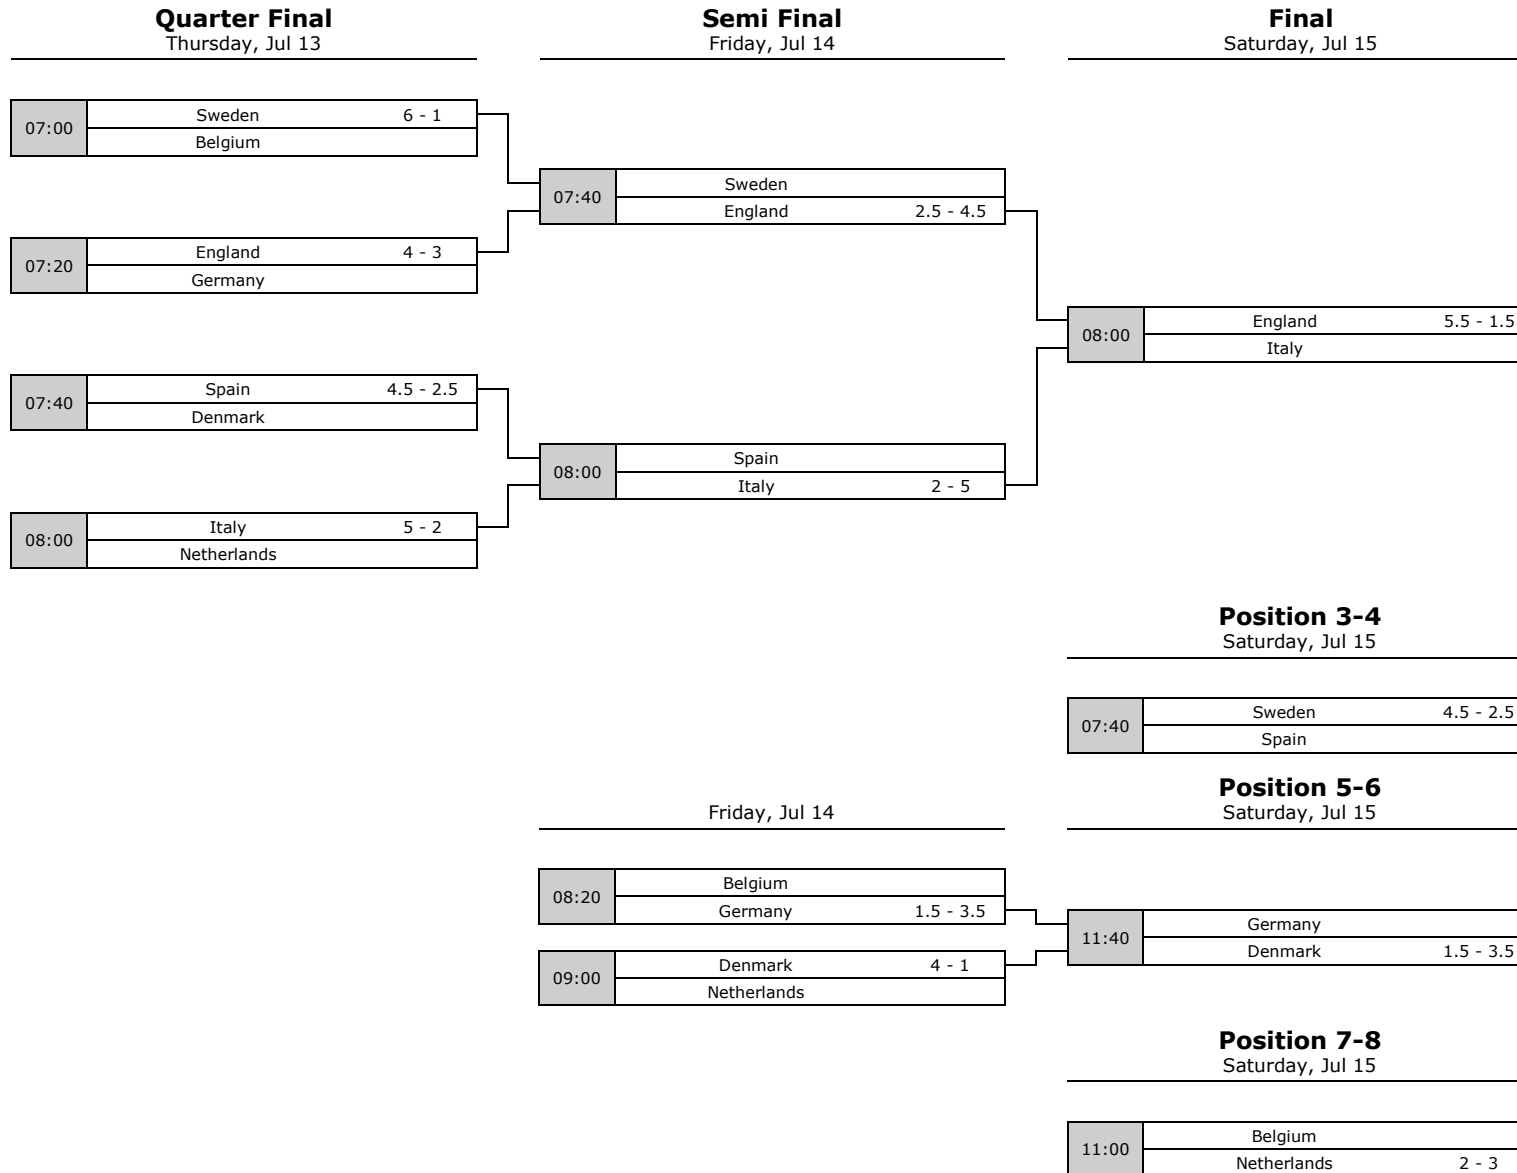 Quarter Final
Thursday, Jul 13
Semi Final
Friday, Jul 14
Final
Saturday, Jul 15
07:00
Sweden 6 - 1
Belgium
07:20
England 4 - 3
Germany
07:40
Spain 4.5 - 2.5
Denmark
08:00
Italy 5 - 2
Netherlands
07:40
Sweden
England 2.5 - 4.5
08:00
Spain
Italy 2 - 5
08:00
England 5.5 - 1.5
Italy
Position 3-4
Saturday, Jul 15
07:40
Sweden 4.5 - 2.5
Spain
Friday, Jul 14
08:20
Belgium
Germany 1.5 - 3.5
09:00
Denmark 4 - 1
Netherlands
Position 5-6
Saturday, Jul 15
11:40
Germany
Denmark 1.5 - 3.5
Position 7-8
Saturday, Jul 15
11:00
Belgium
Netherlands 2 - 3